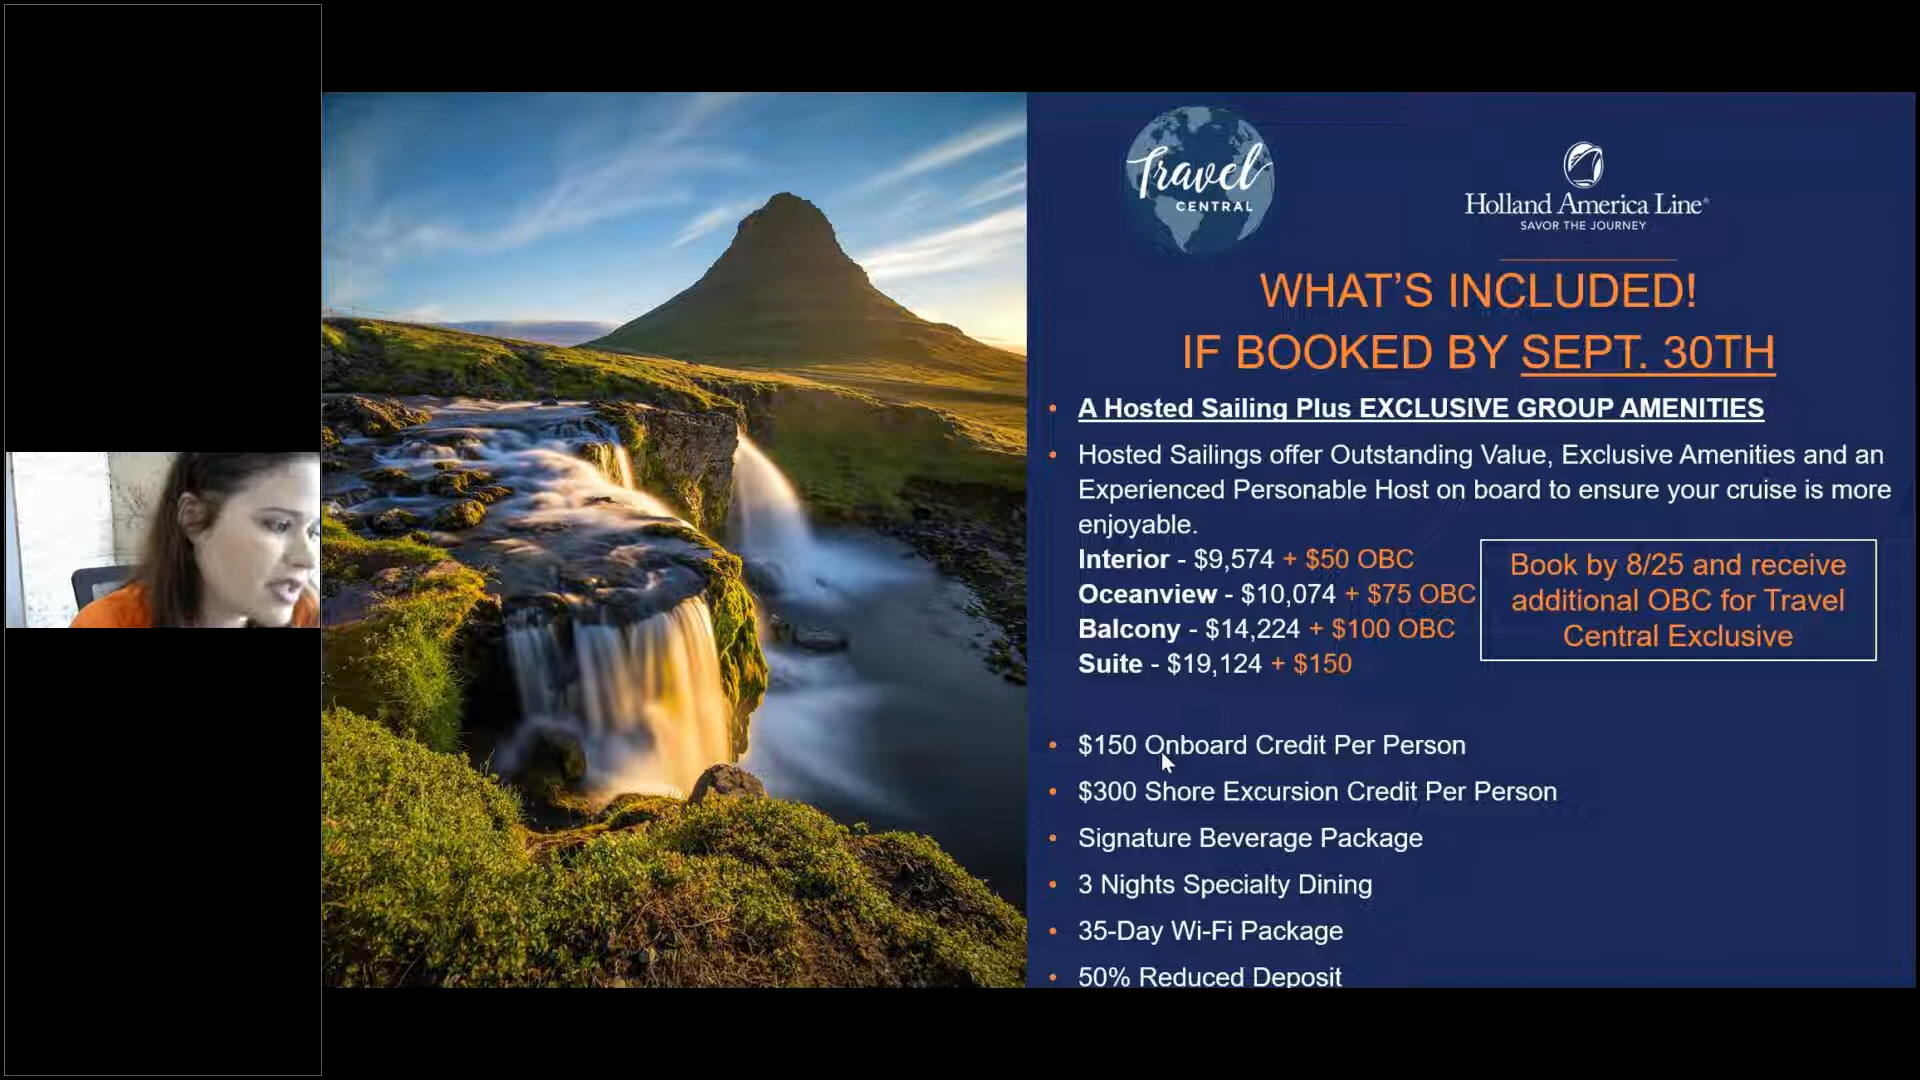 Travel
CENTRAL
Holland America Line®
SAVOR THE JOURNEY
WHAT'S INCLUDED!
IF BOOKED BY SEPT. 30TH
• A Hosted Sailing Plus EXCLUSIVE GROUP AMENITIES
• Hosted Sailings offer Outstanding Value, Exclusive Amenities and an
Experienced Personable Host on board to ensure your cruise is more
enjoyable.
Interior - $9,574 + $50 OBC
Oceanview - $10,074 + $75 OBC
Balcony - $14,224 + $100 OBC
Suite - $19,124 + $150
Book by 8/25 and receive
additional OBC for Travel
Central Exclusive
• $150 Onboard Credit Per Person
• $300 Shore Excursion Credit Per Person
• Signature Beverage Package
• 3 Nights Specialty Dining
• 35-Day Wi-Fi Package
• 50% Reduced Deposit